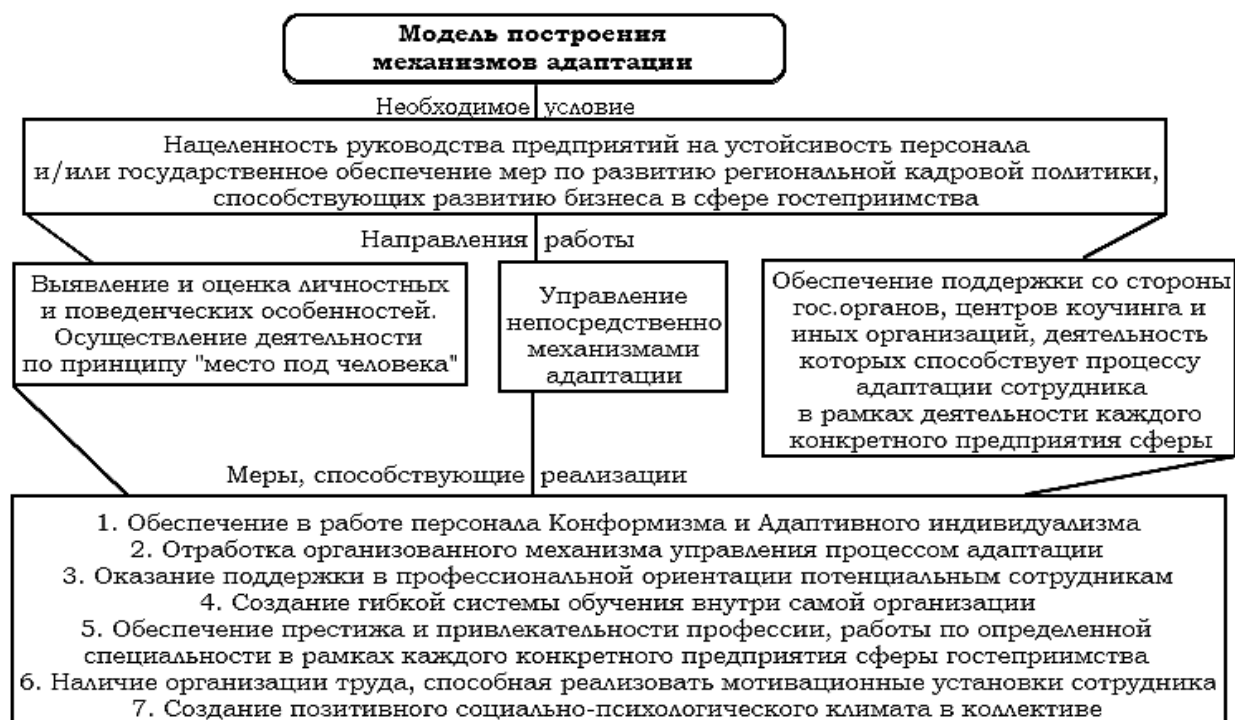 Модель построения
механизмов адаптации
Необходимое условие
Нацеленность руководства предприятий на устойсивость персонала
и/или государственное обеспечение мер по развитию региональной кадровой политики,
способствующих развитию бизнеса в сфере гостеприимства
Направления работы
Выявление и оценка личностных
и поведенческих особенностей.
Осуществление деятельности
по принципу "место под человека"
Управление
непосредственно
механизмами
адаптации
Обеспечение поддержки со стороны
гос.органов, центров коучинга и
иных организаций, деятельность
которых способствует процессу
адаптации сотрудника
в рамках деятельности каждого
конкретного предприятия сферы
Меры, способствующие реализации
1. Обеспечение в работе персонала Конформизма и Адаптивного индивидуализма
2. Отработка организованного механизма управления процессом адаптации
3. Оказание поддержки в профессиональной ориентации потенциальным сотрудникам
4. Создание гибкой системы обучения внутри самой организации
5. Обеспечение престижа и привлекательности профессии, работы по определенной
специальности в рамках каждого конкретного предприятия сферы гостеприимства
6. Наличие организации труда, способная реализовать мотивационные установки сотрудника
7. Создание позитивного социально-психологического климата в коллективе